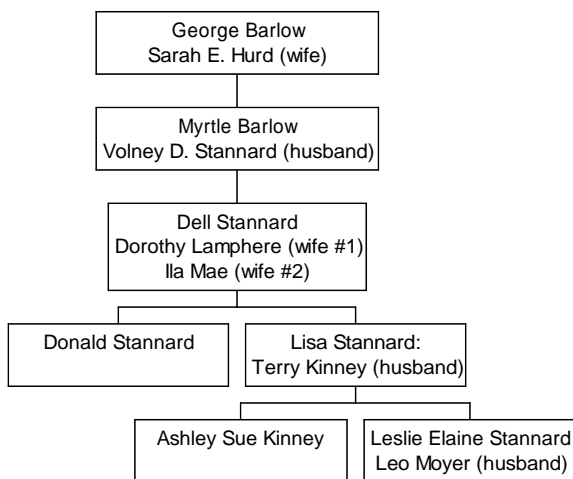 George Barlow
Sarah E. Hurd (wife)
Myrtle Barlow
Volney D. Stannard (husband)
Dell Stannard
Dorothy Lamphere (wife #1)
Ila Mae (wife #2)
Donald Stannard
Lisa Stannard:
Terry Kinney (husband)
Ashley Sue Kinney
Leslie Elaine Stannard
Leo Moyer (husband)